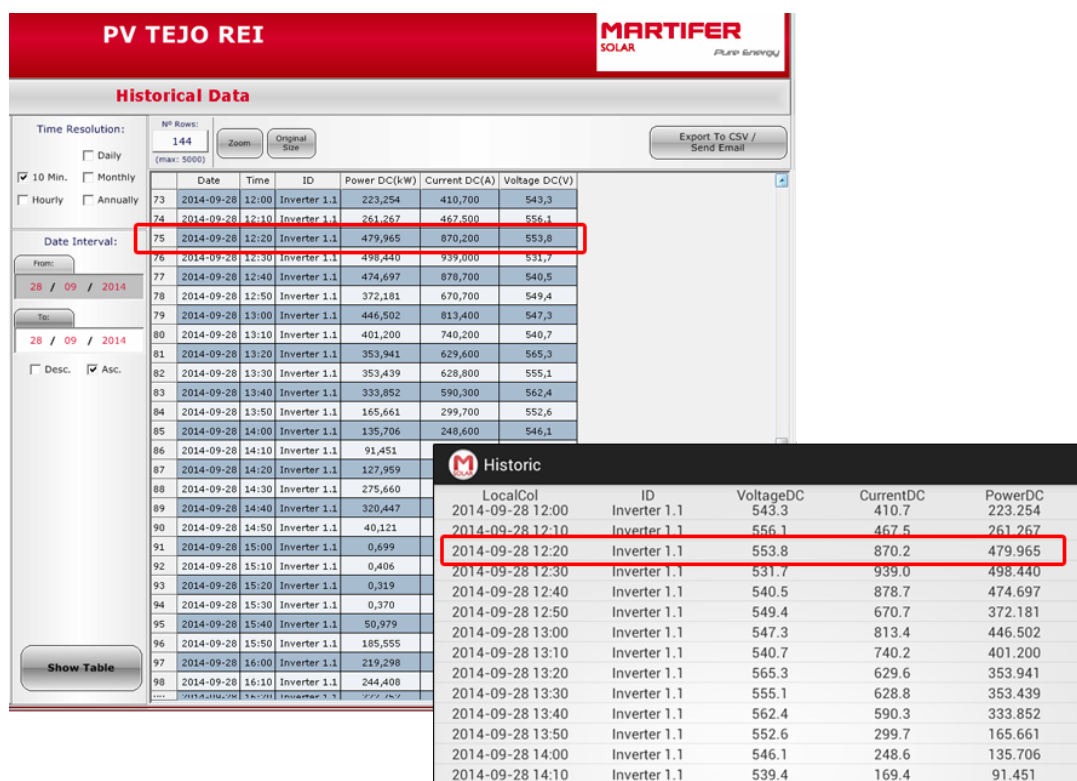 PV TEJO REI
MARTIFER
SOLAR
Pure Energy
Historical Data
Time Resolution:
Daily
10 Min. Monthly
Hourly Annually
Date Interval:
From:
28 / 09 / 2014
To:
28 / 09 / 2014
Desc. Asc.
Show Table
Nº Rows:
144
(max: 5000)
Zoom
Original
Size
Export To CSV /
Send Email
Date Time ID Power DC(kW) Current DC(A) Voltage DC(V)
73 2014-09-28 12:00 Inverter 1.1 223,254 410,700 543,3
74 2014-09-28 12:10 Inverter 1.1 261,267 467,500 556,1
75 2014-09-28 12:20 Inverter 1.1 479,965 870,200 553,8
76 2014-09-28 12:30 Inverter 1.1 498,440 939,000 531,7
77 2014-09-28 12:40 Inverter 1.1 474,697 878,700 540,5
78 2014-09-28 12:50 Inverter 1.1 372,181 670,700 549,4
79 2014-09-28 13:00 Inverter 1.1 446,502 813,400 547,3
80 2014-09-28 13:10 Inverter 1.1 401,200 740,200 540,7
81 2014-09-28 13:20 Inverter 1.1 353,941 629,600 565,3
82 2014-09-28 13:30 Inverter 1.1 353,439 628,800 555,1
83 2014-09-28 13:40 Inverter 1.1 333,852 590,300 562,4
84 2014-09-28 13:50 Inverter 1.1 165,661 299,700 552,6
85 2014-09-28 14:00 Inverter 1.1 135,706 248,600 546,1
86 2014-09-28 14:10 Inverter 1.1 91,451
87 2014-09-28 14:20 Inverter 1.1 127,959
88 2014-09-28 14:30 Inverter 1.1 275,660
89 2014-09-28 14:40 Inverter 1.1 320,447
90 2014-09-28 14:50 Inverter 1.1 40,121
91 2014-09-28 15:00 Inverter 1.1 0,699
92 2014-09-28 15:10 Inverter 1.1 0,406
93 2014-09-28 15:20 Inverter 1.1 0,319
94 2014-09-28 15:30 Inverter 1.1 0,370
95 2014-09-28 15:40 Inverter 1.1 50,979
96 2014-09-28 15:50 Inverter 1.1 185,555
97 2014-09-28 16:00 Inverter 1.1 219,298
98 2014-09-28 16:10 Inverter 1.1 244,408
2014-09-28 16:20 Inverter 1.1
M SOLAR Historic
LocalCol ID VoltageDC CurrentDC PowerDC
2014-09-28 12:00 Inverter 1.1 543.3 410.7 223.254
2014-09-28 12:10 Inverter 1.1 556.1 467.5 261.267
2014-09-28 12:20 Inverter 1.1 553.8 870.2 479.965
2014-09-28 12:30 Inverter 1.1 531.7 939.0 498.440
2014-09-28 12:40 Inverter 1.1 540.5 878.7 474.697
2014-09-28 12:50 Inverter 1.1 549.4 670.7 372.181
2014-09-28 13:00 Inverter 1.1 547.3 813.4 446.502
2014-09-28 13:10 Inverter 1.1 540.7 740.2 401.200
2014-09-28 13:20 Inverter 1.1 565.3 629.6 353.941
2014-09-28 13:30 Inverter 1.1 555.1 628.8 353.439
2014-09-28 13:40 Inverter 1.1 562.4 590.3 333.852
2014-09-28 13:50 Inverter 1.1 552.6 299.7 165.661
2014-09-28 14:00 Inverter 1.1 546.1 248.6 135.706
2014-09-28 14:10 Inverter 1.1 539.4 169.4 91.451